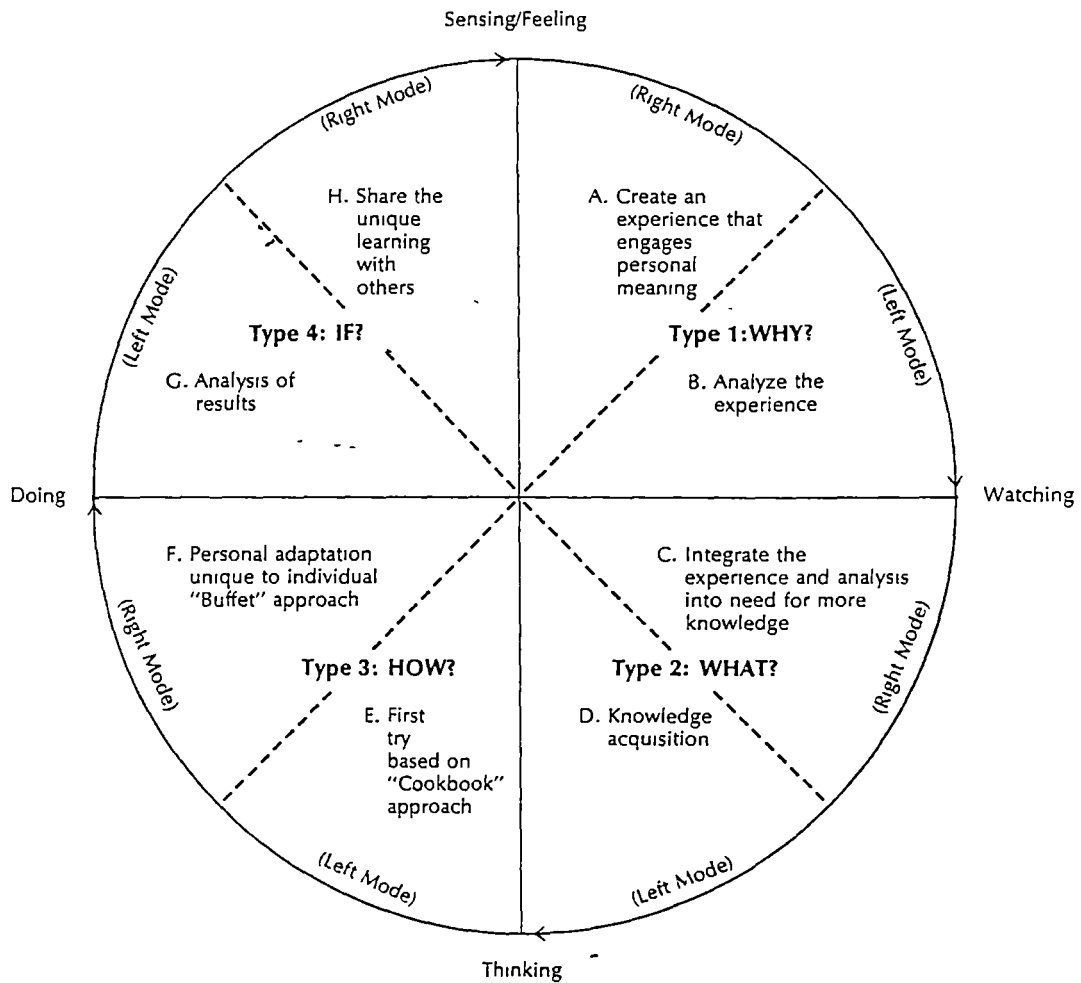 Sensing/Feeling
(Right Mode)
(Right Mode)
H. Share the
unique
learning
with
others
A. Create an
experience that
engages
personal
meaning
(Left Mode)
(Left Mode)
Type 4: IF?
Type 1:WHY?
G. Analysis of
results
B. Analyze the
experience
Doing
Watching
F. Personal adaptation
unique to individual
"Buffet" approach
C. Integrate the
experience and analysis
into need for more
knowledge
(Right Mode)
(Right Mode)
Type 3: HOW?
Type 2: WHAT?
E. First
try
based on
"Cookbook"
approach
D. Knowledge
acquisition
(Left Mode)
(Left Mode)
Thinking